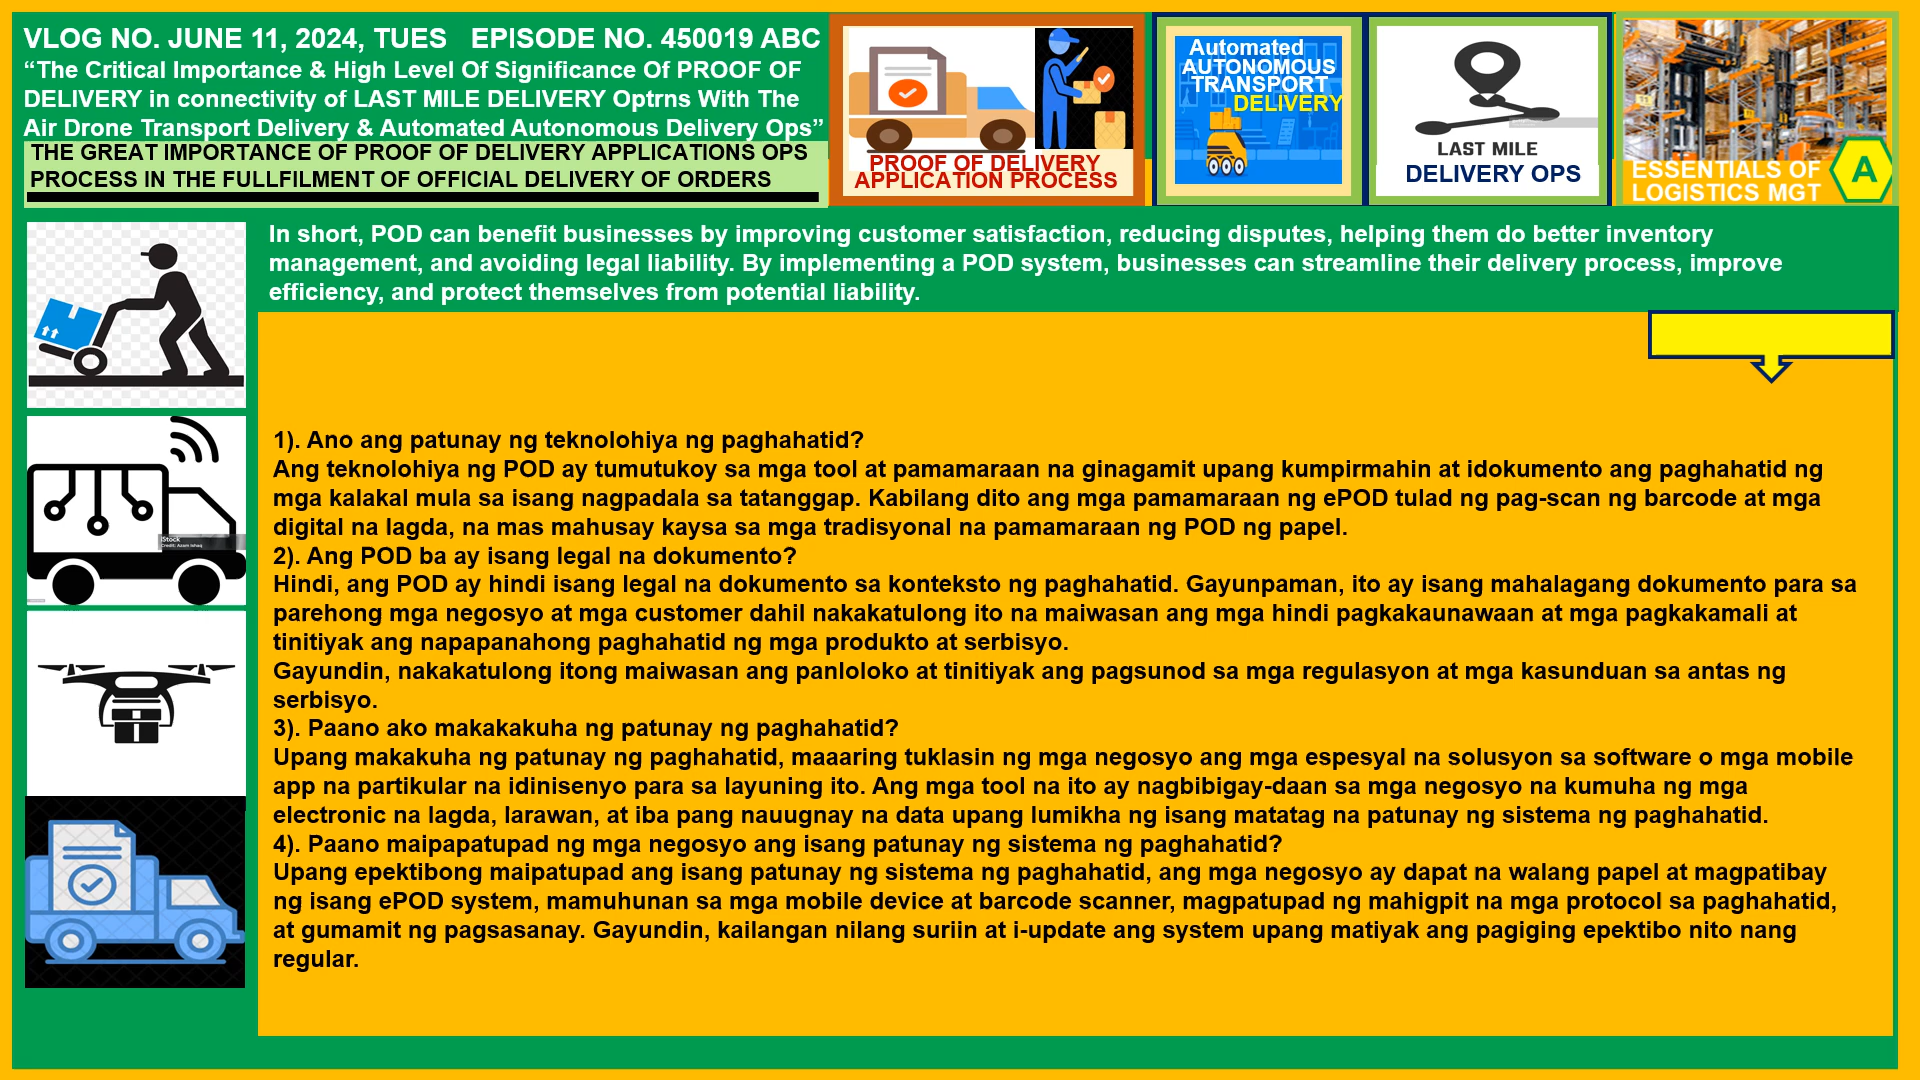 VLOG NO. JUNE 11, 2024, TUES   EPISODE NO. 450019 ABC
“The Critical Importance & High Level Of Significance Of PROOF OF
DELIVERY in connectivity of LAST MILE DELIVERY Optrns With The
Air Drone Transport Delivery & Automated Autonomous Delivery Ops”
THE GREAT IMPORTANCE OF PROOF OF DELIVERY APPLICATIONS OPS
PROCESS IN THE FULLFILMENT OF OFFICIAL DELIVERY OF ORDERS
PROOF OF DELIVERY
APPLICATION PROCESS
Automated
AUTONOMOUS
TRANSPORT
DELIVERY
LAST MILE
DELIVERY OPS
ESSENTIALS OF
LOGISTICS MGT
A
In short, POD can benefit businesses by improving customer satisfaction, reducing disputes, helping them do better inventory
management, and avoiding legal liability. By implementing a POD system, businesses can streamline their delivery process, improve
efficiency, and protect themselves from potential liability.
iStock
Credit: Azam Ishaq
1). Ano ang patunay ng teknolohiya ng paghahatid?
Ang teknolohiya ng POD ay tumutukoy sa mga tool at pamamaraan na ginagamit upang kumpirmahin at idokumento ang paghahatid ng
mga kalakal mula sa isang nagpadala sa tatanggap. Kabilang dito ang mga pamamaraan ng ePOD tulad ng pag-scan ng barcode at mga
digital na lagda, na mas mahusay kaysa sa mga tradisyonal na pamamaraan ng POD ng papel.
2). Ang POD ba ay isang legal na dokumento?
Hindi, ang POD ay hindi isang legal na dokumento sa konteksto ng paghahatid. Gayunpaman, ito ay isang mahalagang dokumento para sa
parehong mga negosyo at mga customer dahil nakakatulong ito na maiwasan ang mga hindi pagkakaunawaan at mga pagkakamali at
tinitiyak ang napapanahong paghahatid ng mga produkto at serbisyo.
Gayundin, nakakatulong itong maiwasan ang panloloko at tinitiyak ang pagsunod sa mga regulasyon at mga kasunduan sa antas ng
serbisyo.
3). Paano ako makakakuha ng patunay ng paghahatid?
Upang makakuha ng patunay ng paghahatid, maaaring tuklasin ng mga negosyo ang mga espesyal na solusyon sa software o mga mobile
app na partikular na idinisenyo para sa layuning ito. Ang mga tool na ito ay nagbibigay-daan sa mga negosyo na kumuha ng mga
electronic na lagda, larawan, at iba pang nauugnay na data upang lumikha ng isang matatag na patunay ng sistema ng paghahatid.
4). Paano maipapatupad ng mga negosyo ang isang patunay ng sistema ng paghahatid?
Upang epektibong maipatupad ang isang patunay ng sistema ng paghahatid, ang mga negosyo ay dapat na walang papel at magpatibay
ng isang ePOD system, mamuhunan sa mga mobile device at barcode scanner, magpatupad ng mahigpit na mga protocol sa paghahatid,
at gumamit ng pagsasanay. Gayundin, kailangan nilang suriin at i-update ang system upang matiyak ang pagiging epektibo nito nang
regular.